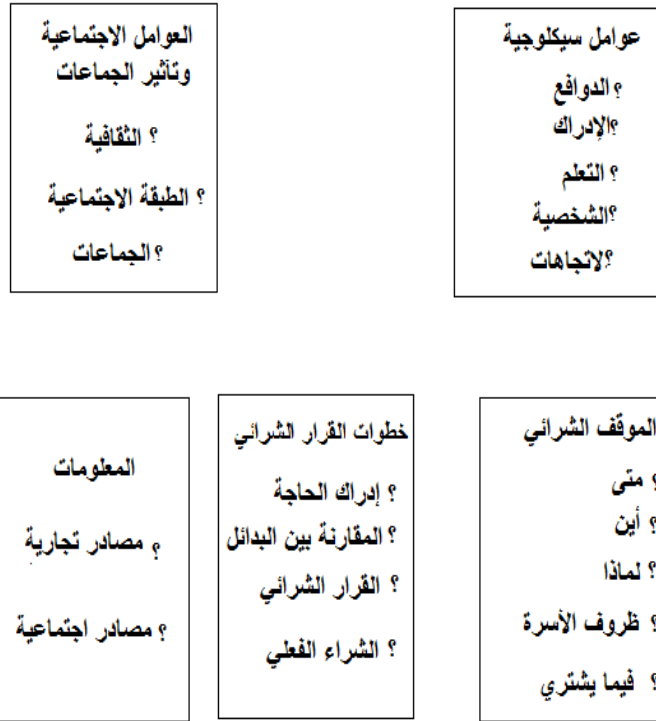 عوامل سيكلوجية
؟ الدوافع
؟الإدراك
؟ التعلم
؟الشخصية
؟لاتجاهات
العوامل الاجتماعية
وتأثير الجماعات
؟ الثقافية
؟ الطبقة الاجتماعية
؟ الجماعات
الموقف الشرائي
؟ متى
؟ أين
؟ لماذا
؟ ظروف الأسرة
؟ فيما يشتري
خطوات القرار الشرائي
؟ إدراك الحاجة
؟ المقارنة بين البدائل
؟ القرار الشرائي
؟ الشراء الفعلي
المعلومات
؟ مصادر تجارية
؟ مصادر اجتماعية